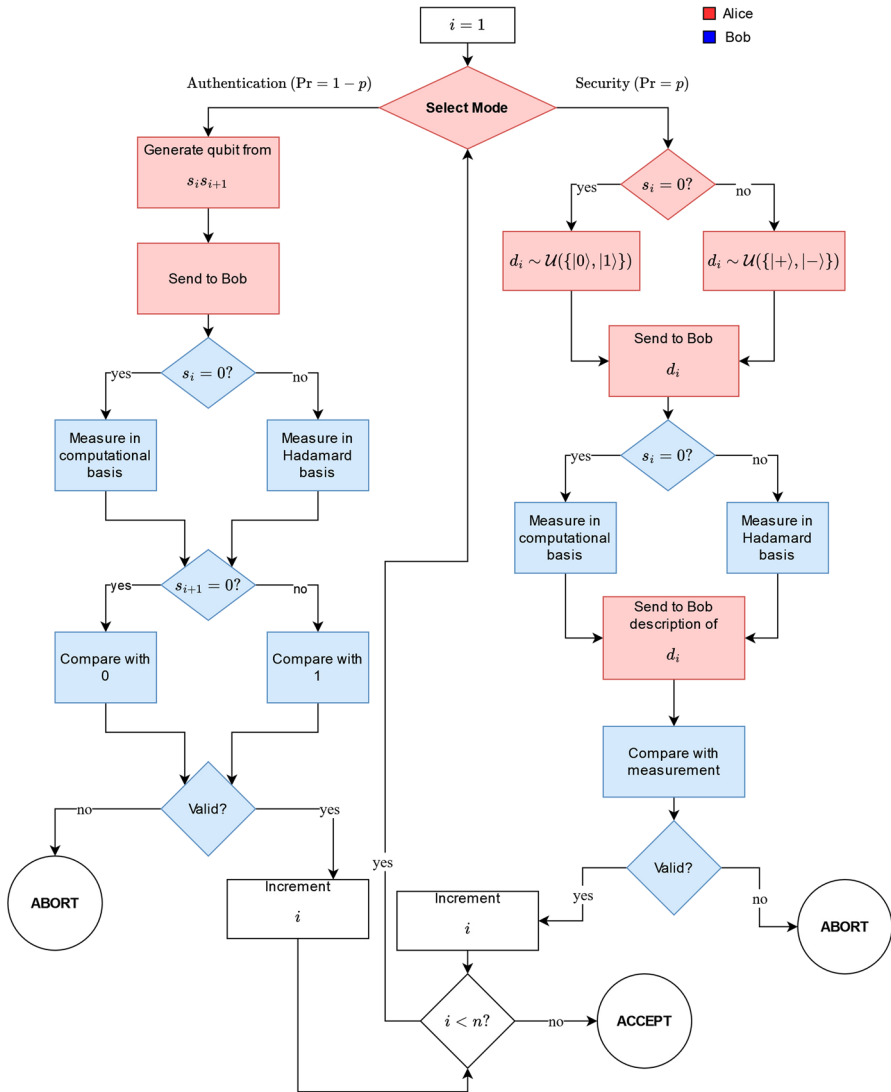 i = 1
Alice
Bob
Authentication (Pr = 1 − p)
Security (Pr = p)
Select Mode
Generate qubit from
s_i s_{i+1}
s_i = 0?
yes
no
Send to Bob
d_i ∼ 𝒰({|0⟩, |1⟩})
d_i ∼ 𝒰({|+⟩, |−⟩})
Send to Bob
d_i
s_i = 0?
yes
no
Measure in
computational
basis
Measure in
Hadamard
basis
s_i = 0?
yes
no
Measure in
computational
basis
Measure in
Hadamard
basis
s_{i+1} = 0?
yes
no
Compare with
0
Compare with
1
Send to Bob
description of
d_i
Compare with
measurement
Valid?
no
yes
ABORT
Increment
i
yes
Valid?
yes
no
Increment
i
ABORT
i < n?
no
ACCEPT